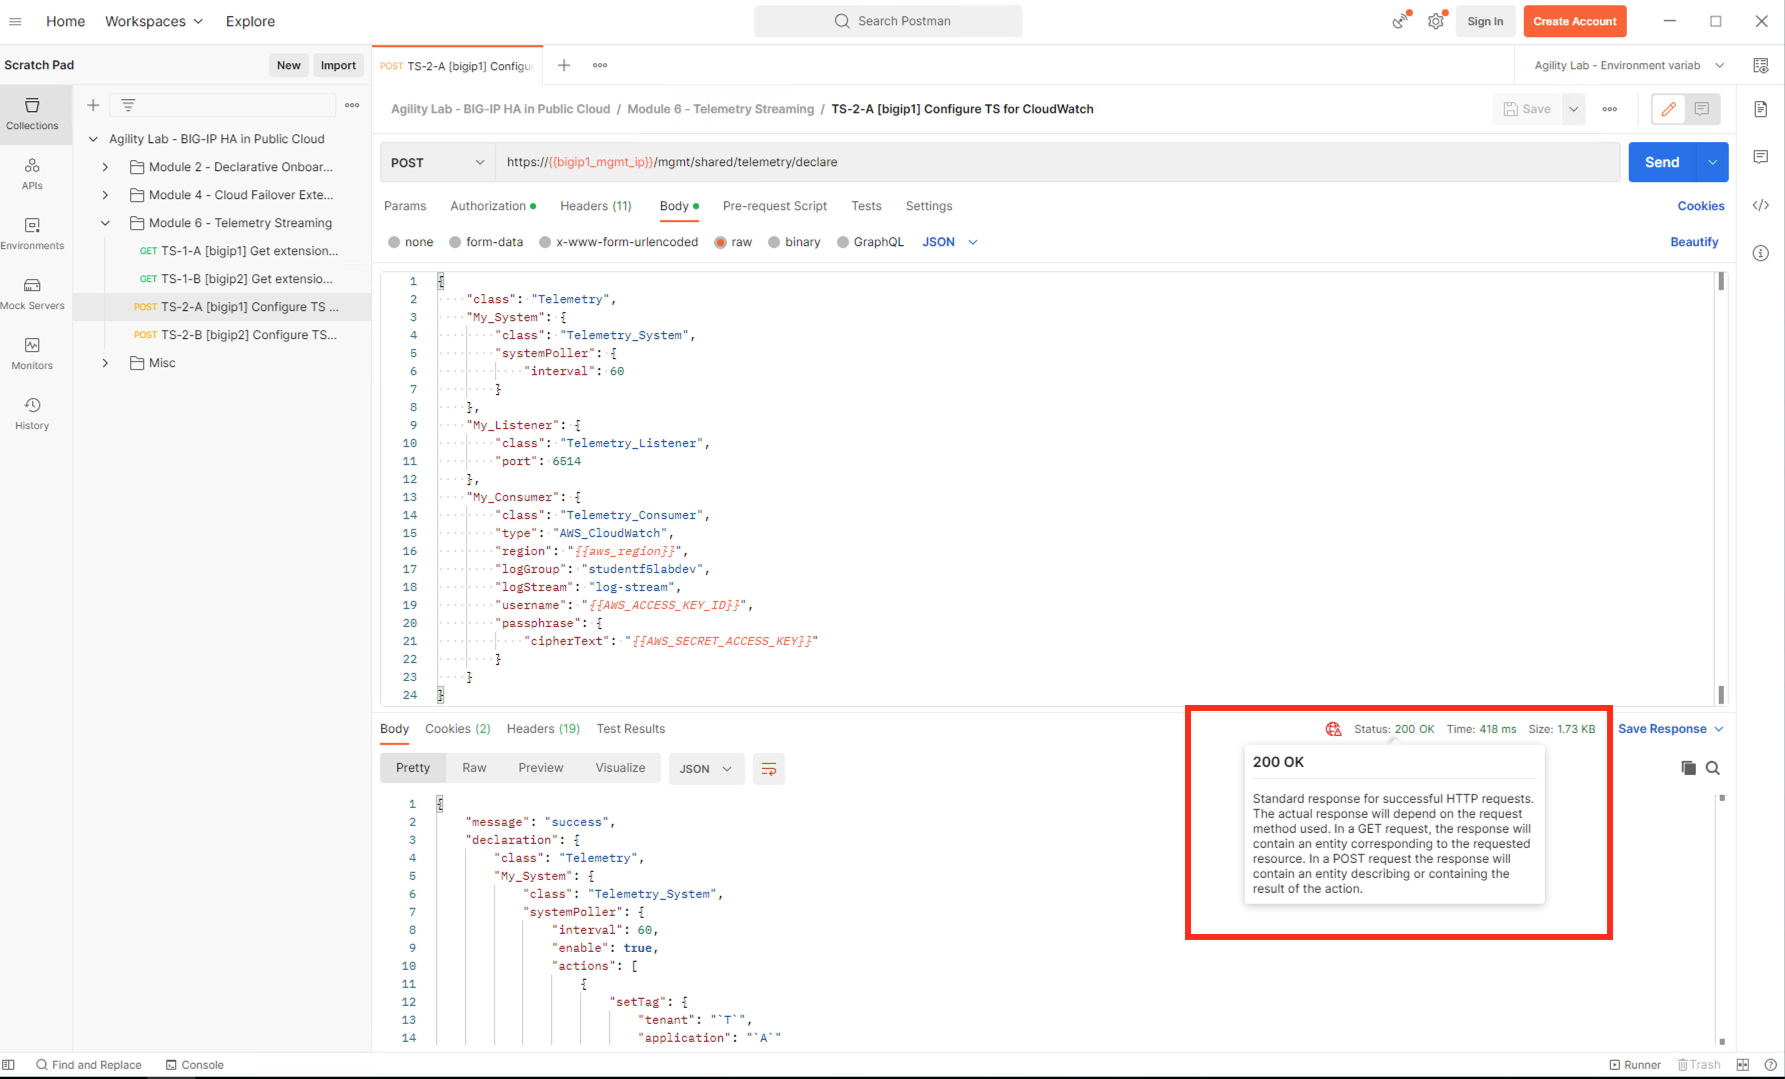 Home Workspaces Explore Search Postman Sign In Create Account
Scratch Pad New Import POST TS-2-A [bigip1] Configu Agility Lab - Environment variab
Collections
APIs
Environments
Mock Servers
Monitors
History
Agility Lab - BIG-IP HA in Public Cloud
Module 2 - Declarative Onboar...
Module 4 - Cloud Failover Exte...
Module 6 - Telemetry Streaming
GET TS-1-A [bigip1] Get extension...
GET TS-1-B [bigip2] Get extensio...
POST TS-2-A [bigip1] Configure TS ...
POST TS-2-B [bigip2] Configure TS...
Misc
Agility Lab - BIG-IP HA in Public Cloud / Module 6 - Telemetry Streaming / TS-2-A [bigip1] Configure TS for CloudWatch Save
POST https://{{bigip1_mgmt_ip}}/mgmt/shared/telemetry/declare Send
Params Authorization Headers (11) Body Pre-request Script Tests Settings Cookies
none form-data x-www-form-urlencoded raw binary GraphQL JSON Beautify
1 {
2 "class": "Telemetry",
3 "My_System": {
4 "class": "Telemetry_System",
5 "systemPoller": {
6 "interval": 60
7 }
8 },
9 "My_Listener": {
10 "class": "Telemetry_Listener",
11 "port": 6514
12 },
13 "My_Consumer": {
14 "class": "Telemetry_Consumer",
15 "type": "AWS_CloudWatch",
16 "region": "{{aws_region}}",
17 "logGroup": "studentf5labdev",
18 "logStream": "log-stream",
19 "username": "{{AWS_ACCESS_KEY_ID}}",
20 "passphrase": {
21 "cipherText": "{{AWS_SECRET_ACCESS_KEY}}"
22 }
23 }
24 }
Body Cookies (2) Headers (19) Test Results Status: 200 OK Time: 418 ms Size: 1.73 KB Save Response
Pretty Raw Preview Visualize JSON
200 OK
Standard response for successful HTTP requests.
The actual response will depend on the request
method used. In a GET request, the response will
contain an entity corresponding to the requested
resource. In a POST request the response will
contain an entity describing or containing the
result of the action.
1 {
2 "message": "success",
3 "declaration": {
4 "class": "Telemetry",
5 "My_System": {
6 "class": "Telemetry_System",
7 "systemPoller": {
8 "interval": 60,
9 "enable": true,
10 "actions": [
11 {
12 "setTag": {
13 "tenant": "`T`",
14 "application": "`A`"
Find and Replace Console Runner Trash